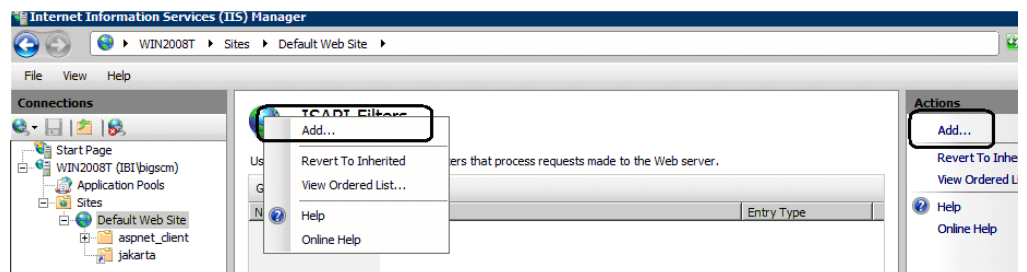 Internet Information Services (IIS) Manager
WIN2008T Sites Default Web Site
File View Help
Connections
Start Page
WIN2008T (IBI\bigscm)
Application Pools
Sites
Default Web Site
aspnet_client
jakarta
ISAPI Filters
Add...
Revert To Inherited
View Ordered List...
Help
Online Help
Us ers that process requests made to the Web server.
G
N Entry Type
Actions
Add...
Revert To Inhe
View Ordered Li
Help
Online Help